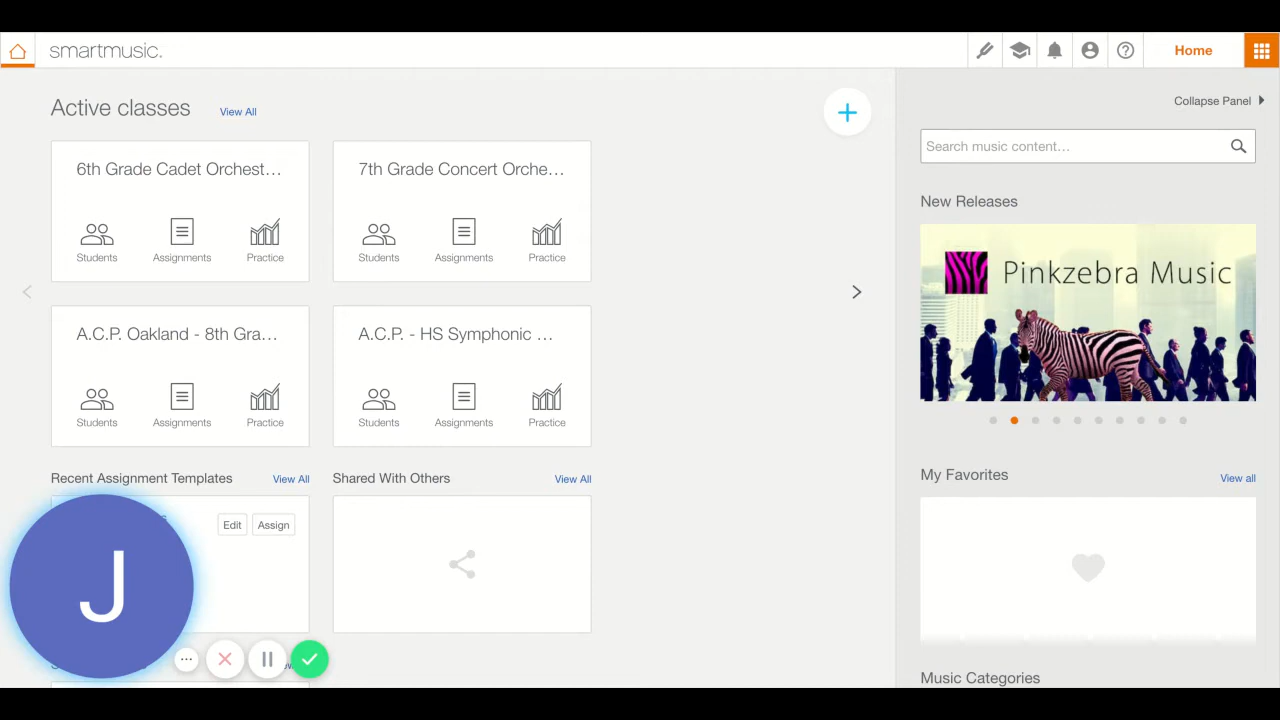 smartmusic.
Home
Active classes
View All
Collapse Panel
Search music content...
6th Grade Cadet Orchest...
7th Grade Concert Orche...
Students
Assignments
Practice
Students
Assignments
Practice
New Releases
Pinkzebra Music
A.C.P. Oakland - 8th Gra...
A.C.P. - HS Symphonic ...
Students
Assignments
Practice
Students
Assignments
Practice
Recent Assignment Templates
View All
Shared With Others
View All
My Favorites
View all
Edit
Assign
J
Music Categories